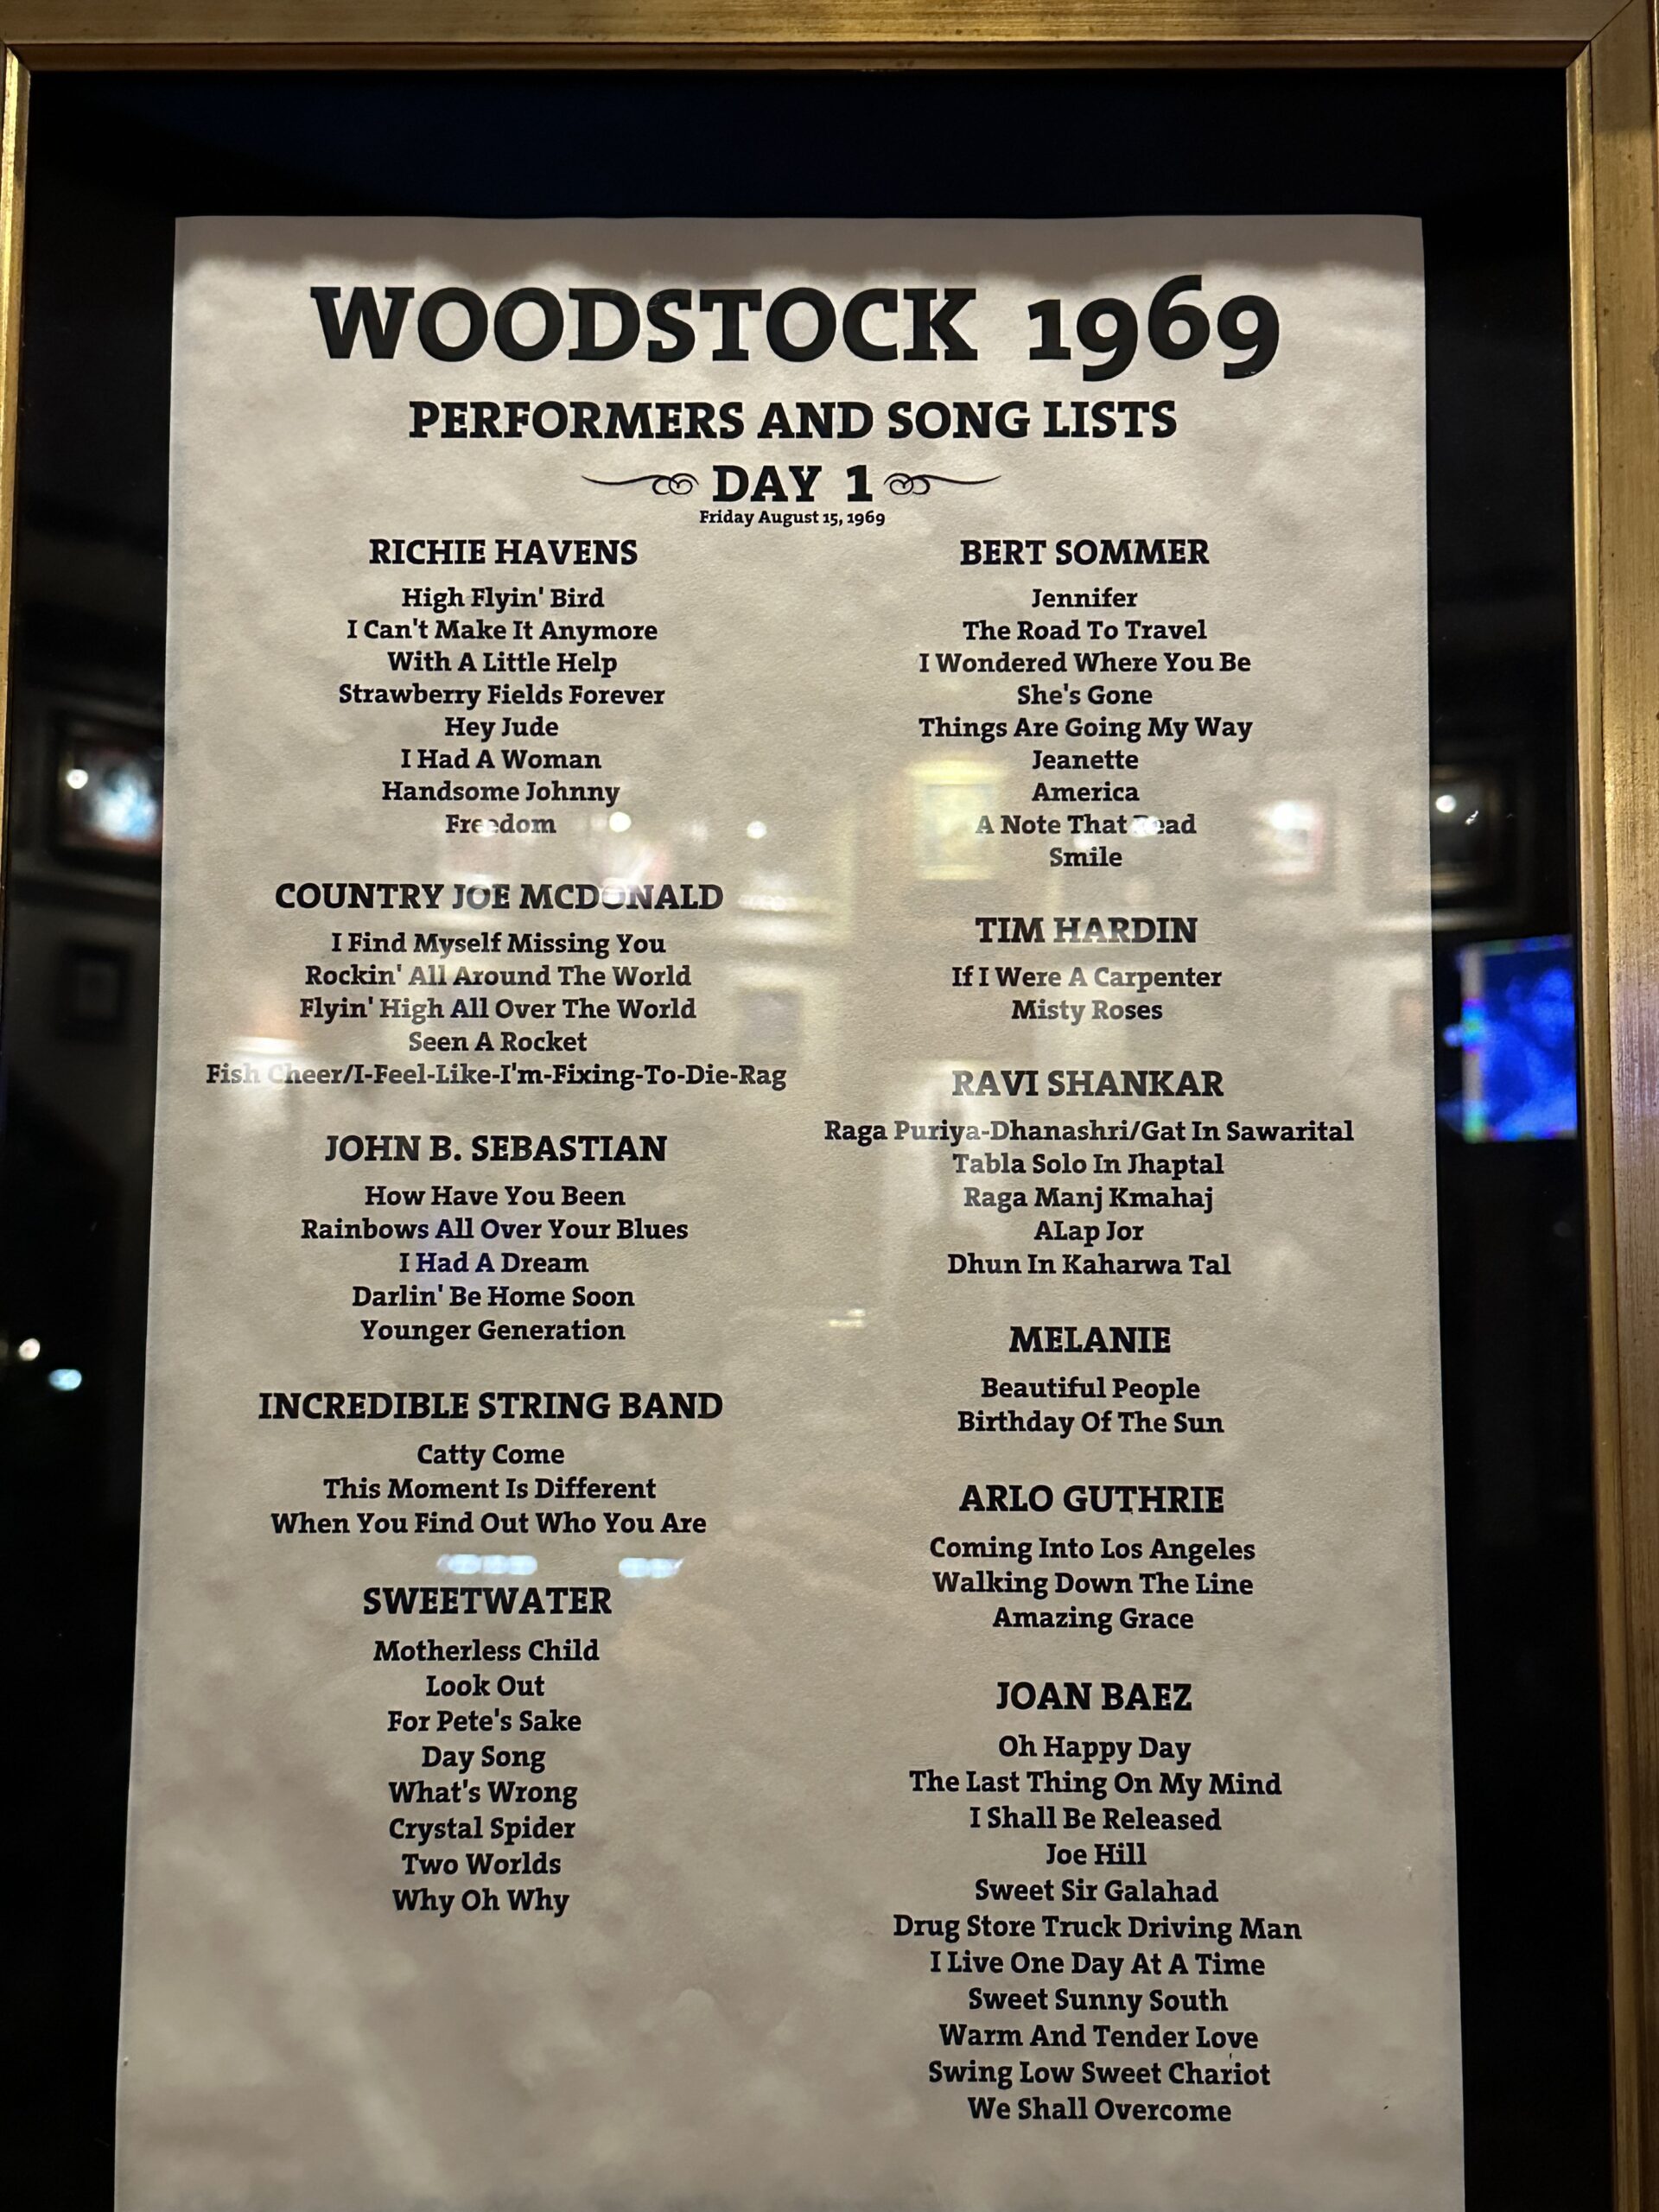 WOODSTOCK 1969
PERFORMERS AND SONG LISTS
DAY 1
Friday August 15, 1969
RICHIE HAVENS
High Flyin' Bird
I Can't Make It Anymore
With A Little Help
Strawberry Fields Forever
Hey Jude
I Had A Woman
Handsome Johnny
Freedom
COUNTRY JOE MCDONALD
I Find Myself Missing You
Rockin' All Around The World
Flyin' High All Over The World
Seen A Rocket
Fish Cheer/I-Feel-Like-I'm-Fixing-To-Die-Rag
JOHN B. SEBASTIAN
How Have You Been
Rainbows All Over Your Blues
I Had A Dream
Darlin' Be Home Soon
Younger Generation
INCREDIBLE STRING BAND
Catty Come
This Moment Is Different
When You Find Out Who You Are
SWEETWATER
Motherless Child
Look Out
For Pete's Sake
Day Song
What's Wrong
Crystal Spider
Two Worlds
Why Oh Why
BERT SOMMER
Jennifer
The Road To Travel
I Wondered Where You Be
She's Gone
Things Are Going My Way
Jeanette
America
A Note That Read
Smile
TIM HARDIN
If I Were A Carpenter
Misty Roses
RAVI SHANKAR
Raga Puriya-Dhanashri/Gat In Sawarital
Tabla Solo In Jhaptal
Raga Manj Kmahaj
ALap Jor
Dhun In Kaharwa Tal
MELANIE
Beautiful People
Birthday Of The Sun
ARLO GUTHRIE
Coming Into Los Angeles
Walking Down The Line
Amazing Grace
JOAN BAEZ
Oh Happy Day
The Last Thing On My Mind
I Shall Be Released
Joe Hill
Sweet Sir Galahad
Drug Store Truck Driving Man
I Live One Day At A Time
Sweet Sunny South
Warm And Tender Love
Swing Low Sweet Chariot
We Shall Overcome